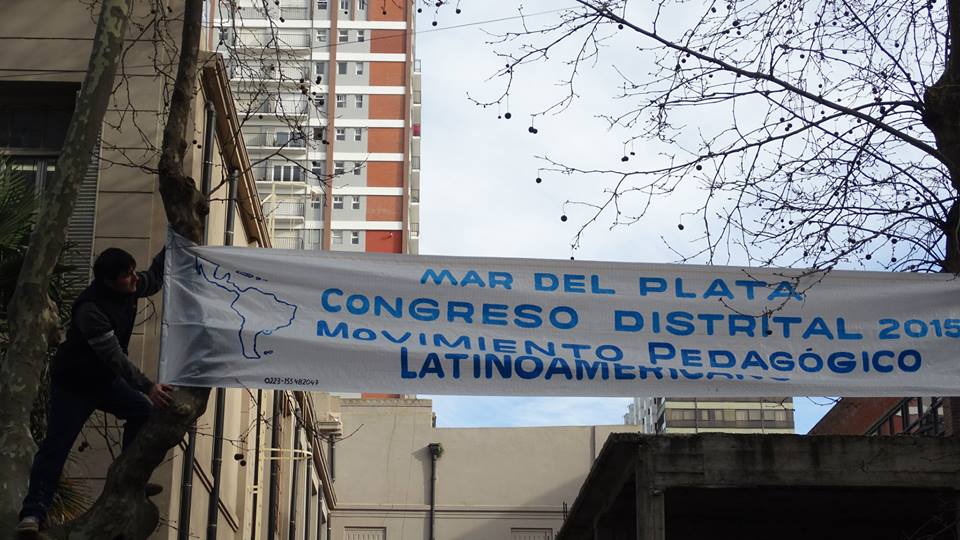 MAR DEL PLATA
CONGRESO DISTRITAL 2015
MOVIMIENTO PEDAGÓGICO
LATINOAMERICANO
0223-155482047